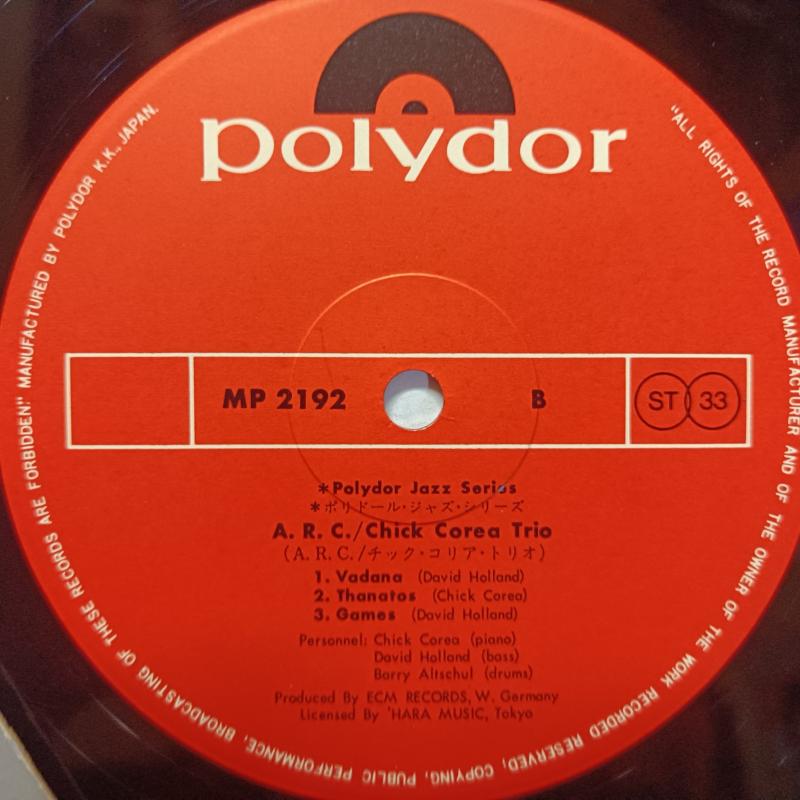 polydor
MP 2192
B
ST 33
*Polydor Jazz Series
*ポリドール・ジャズ・シリーズ
A. R. C./Chick Corea Trio
(A. R. C./チック・コリア・トリオ)
1. Vadana (David Holland)
2. Thanatos (Chick Corea)
3. Games (David Holland)
Personnel: Chick Corea (piano)
David Holland (bass)
Barry Altschul (drums)
Produced By ECM RECORDS, W. Germany
Licensed By 'HARA MUSIC, Tokyo
"ALL RIGHTS OF THE RECORD MANUFACTURER AND OF THE OWNER OF THE WORK RECORDED RESERVED, COPYING, PUBLIC PERFORMANCE, BROADCASTING OF THESE RECORDS ARE FORBIDDEN." MANUFACTURED BY POLYDOR K.K., JAPAN.